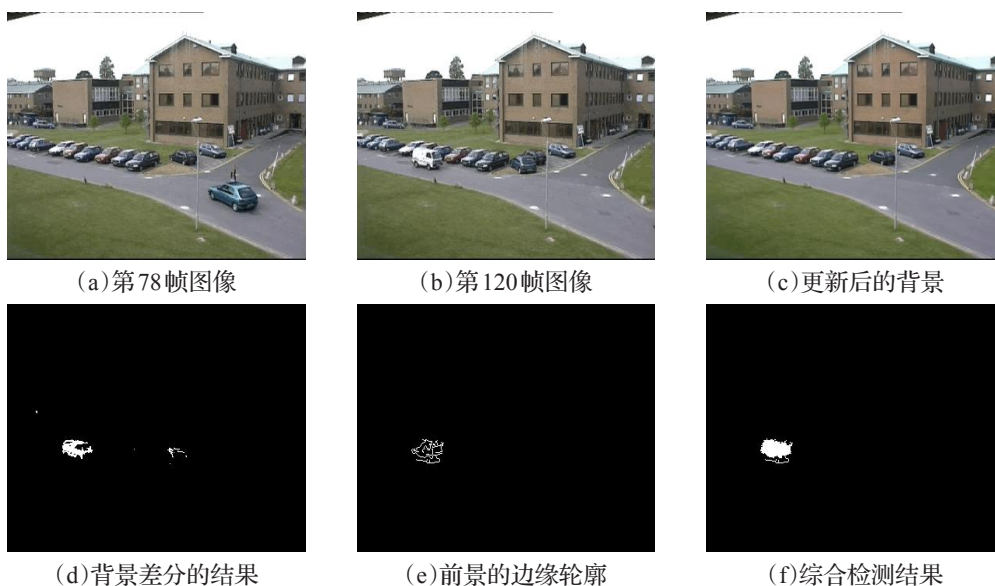 (a)第78帧图像
(b)第120帧图像
(c)更新后的背景
(d)背景差分的结果
(e)前景的边缘轮廓
(f)综合检测结果